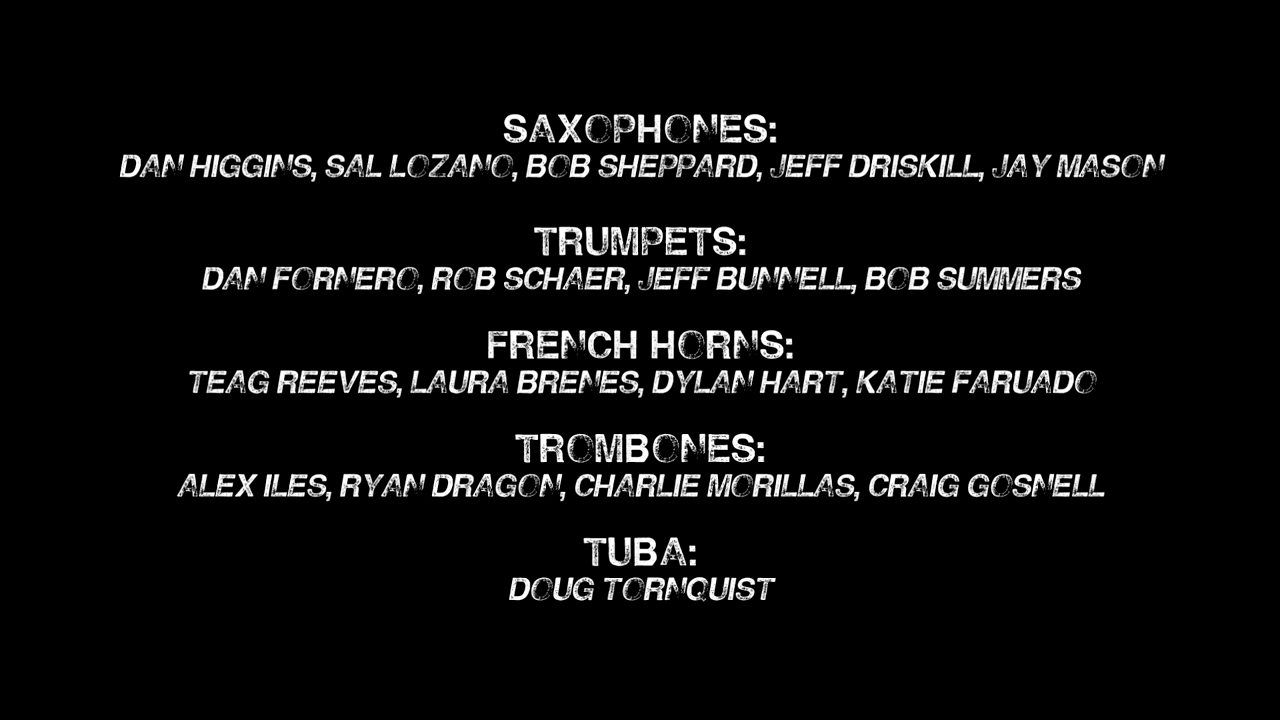 SAXOPHONES:
DAN HIGGINS, SAL LOZANO, BOB SHEPPARD, JEFF DRISKILL, JAY MASON
TRUMPETS:
DAN FORNERO, ROB SCHAER, JEFF BUNNELL, BOB SUMMERS
FRENCH HORNS:
TEAG REEVES, LAURA BRENES, DYLAN HART, KATIE FARUADO
TROMBONES:
ALEX ILES, RYAN DRAGON, CHARLIE MORILLAS, CRAIG GOSNELL
TUBA:
DOUG TORNQUIST